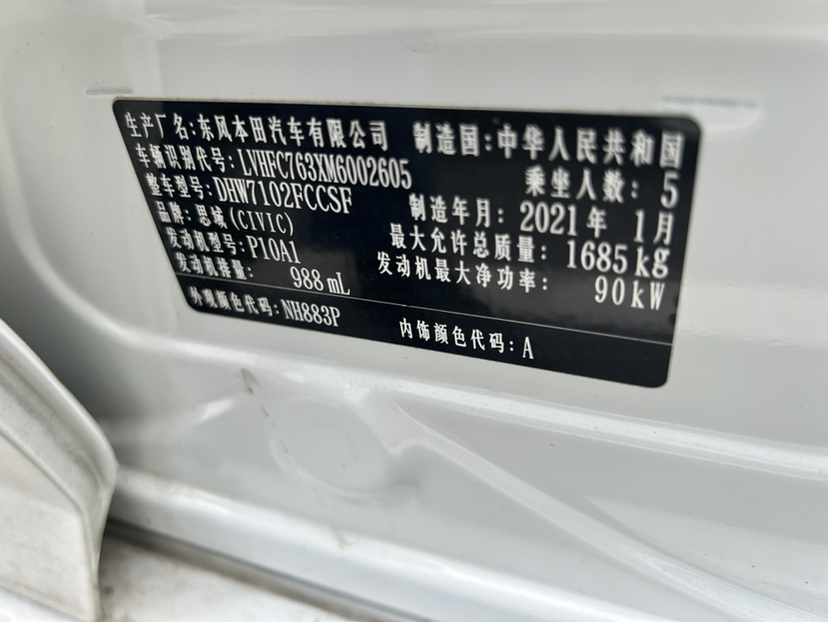 生产厂名:东风本田汽车有限公司 制造国:中华人民共和国
车辆识别代号:LVHFC763XM6002605 乘坐人数:5
整车型号:DHW7102FCCSF 制造年月:2021年 1月
品牌:思域(CIVIC) 最大允许总质量:1685kg
发动机型号:P10A1 发动机最大净功率:90kW
发动机排量: 988mL
外观颜色代码:NH883P 内饰颜色代码:A